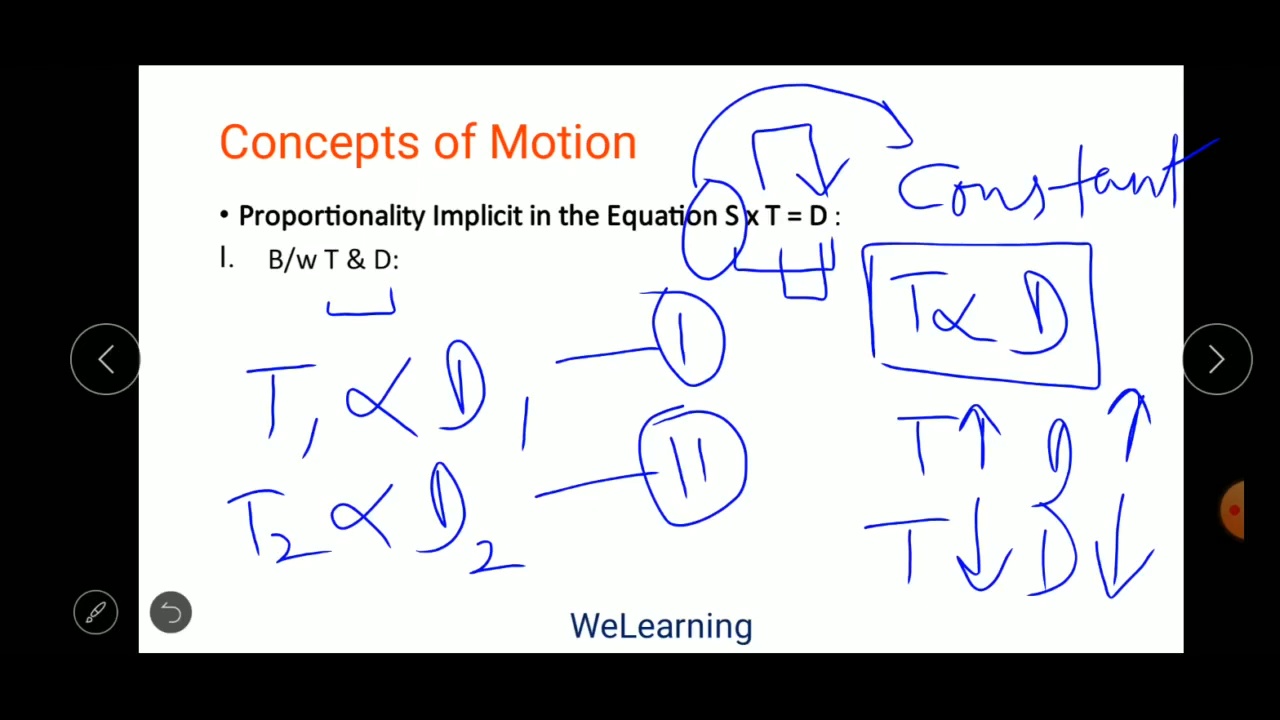 Concepts of Motion
Constant
• Proportionality Implicit in the Equation S x T = D :
I. B/w T & D:
T ∝ D
T1 ∝ D1 — I
T↑ D↑
T2 ∝ D2 — II
T↓ D↓
WeLearning